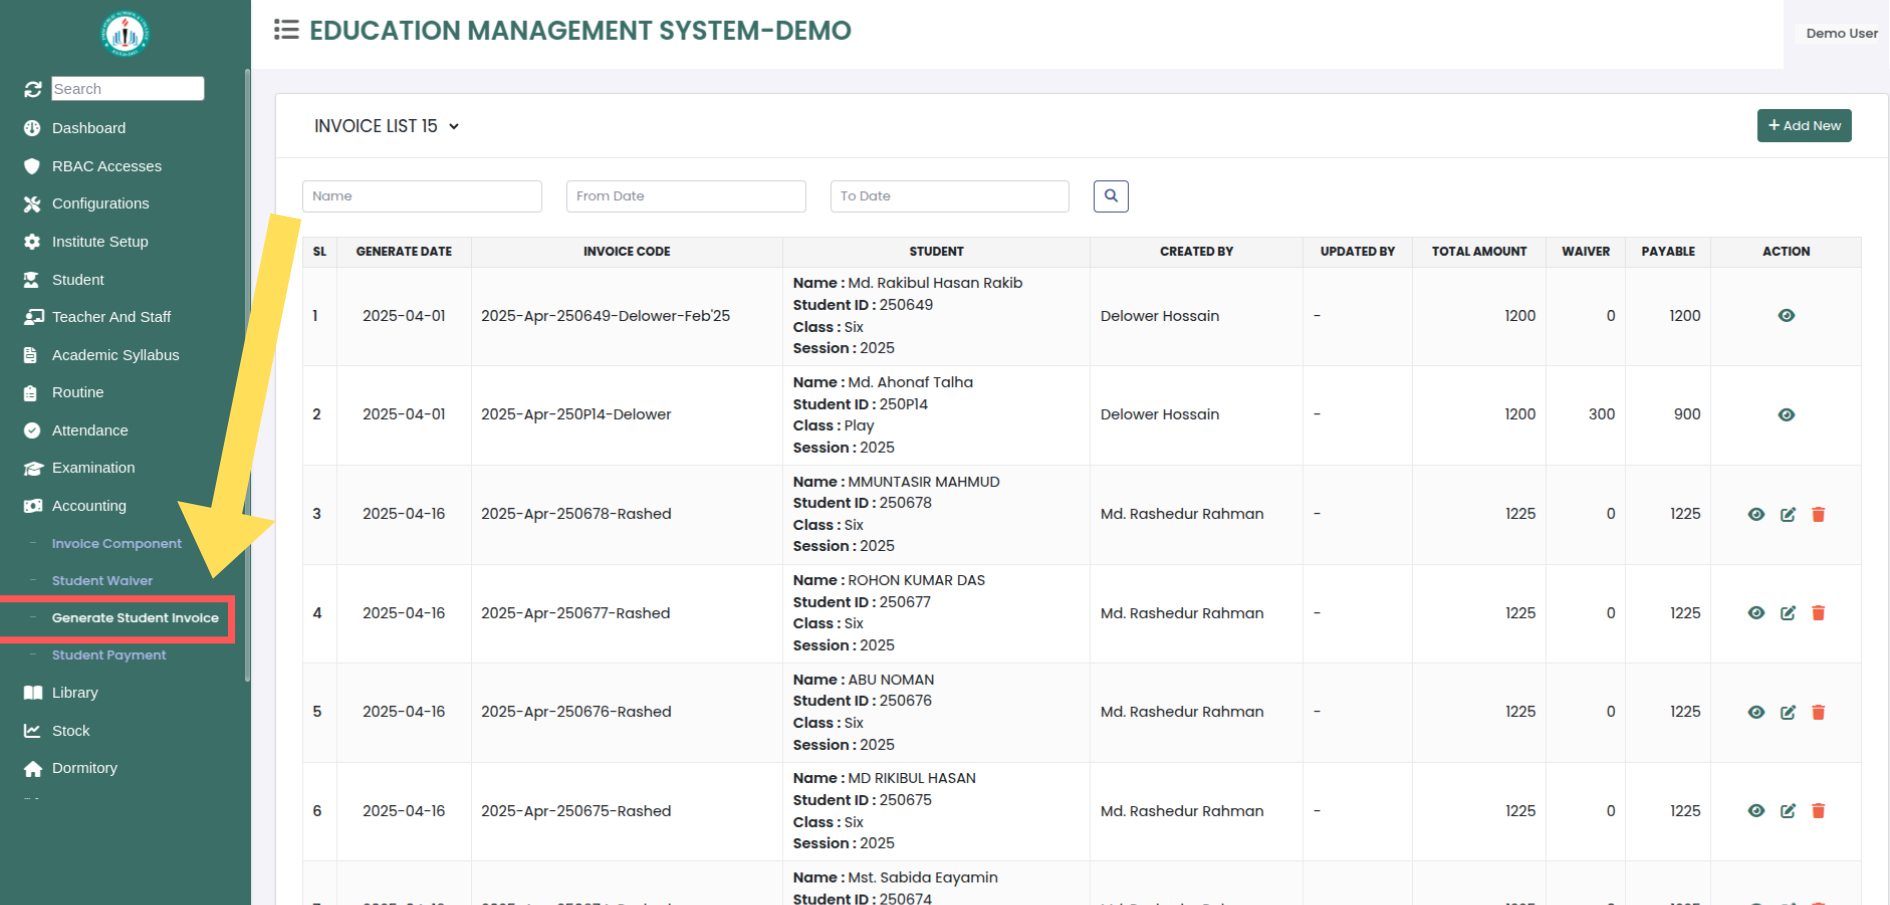 EDUCATION MANAGEMENT SYSTEM-DEMO
Demo User
Search
Dashboard
RBAC Accesses
Configurations
Institute Setup
Student
Teacher And Staff
Academic Syllabus
Routine
Attendance
Examination
Accounting
Invoice Component
Student Waiver
Generate Student Invoice
Student Payment
Library
Stock
Dormitory
INVOICE LIST 15
+ Add New
Name From Date To Date
SL GENERATE DATE INVOICE CODE STUDENT CREATED BY UPDATED BY TOTAL AMOUNT WAIVER PAYABLE ACTION
Name : Md. Rakibul Hasan Rakib
Student ID : 250649
1 2025-04-01 2025-Apr-250649-Delower-Feb'25 Delower Hossain - 1200 0 1200
Class : Six
Session : 2025
Name : Md. Ahonaf Talha
Student ID : 250P14
2 2025-04-01 2025-Apr-250P14-Delower Delower Hossain - 1200 300 900
Class : Play
Session : 2025
Name : MMUNTASIR MAHMUD
Student ID : 250678
3 2025-04-16 2025-Apr-250678-Rashed Md. Rashedur Rahman - 1225 0 1225
Class : Six
Session : 2025
Name : ROHON KUMAR DAS
Student ID : 250677
4 2025-04-16 2025-Apr-250677-Rashed Md. Rashedur Rahman - 1225 0 1225
Class : Six
Session : 2025
Name : ABU NOMAN
Student ID : 250676
5 2025-04-16 2025-Apr-250676-Rashed Md. Rashedur Rahman - 1225 0 1225
Class : Six
Session : 2025
Name : MD RIKIBUL HASAN
Student ID : 250675
6 2025-04-16 2025-Apr-250675-Rashed Md. Rashedur Rahman - 1225 0 1225
Class : Six
Session : 2025
Name : Mst. Sabida Eayamin
Student ID : 250674